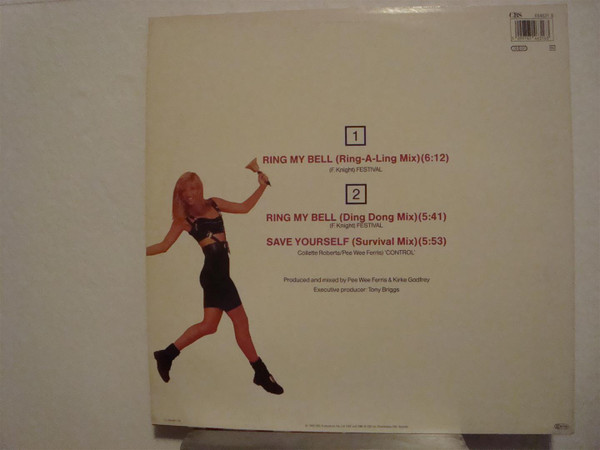 CBS
1
RING MY BELL (Ring-A-Ling Mix)(6:12)
(F. Knight) FESTIVAL
2
RING MY BELL (Ding Dong Mix)(5:41)
(F. Knight) FESTIVAL
SAVE YOURSELF (Survival Mix)(5:53)
Collette Roberts/Pee Wee Ferris) 'CONTROL'
Produced and mixed by Pee Wee Ferris & Kirke Godfrey
Executive producer: Tony Briggs